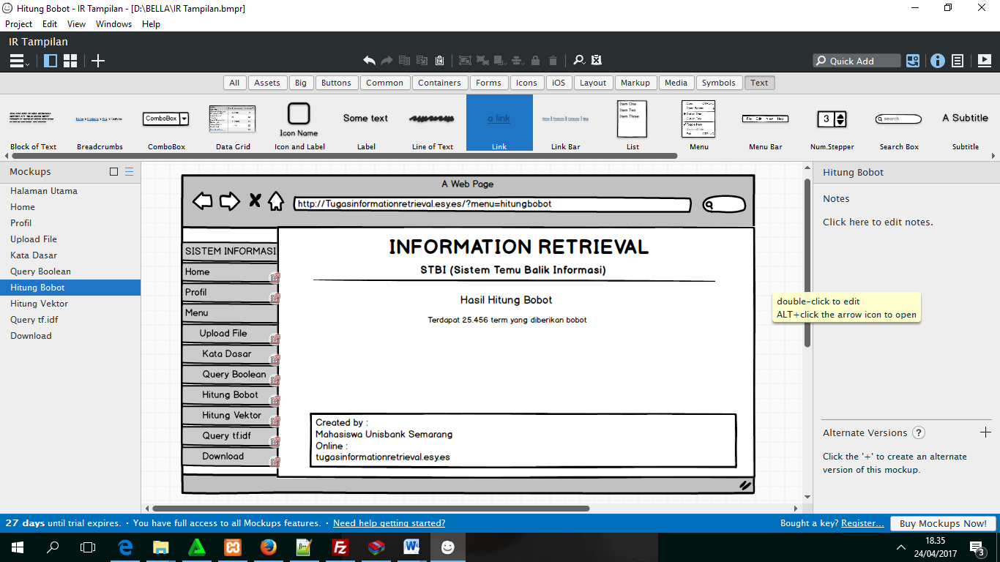 Hitung Bobot - IR Tampilan - [D:\BELLA\IR Tampilan.bmpr]
Project Edit View Windows Help
IR Tampilan
Quick Add
All Assets Big Buttons Common Containers Forms Icons iOS Layout Markup Media Symbols Text
ComboBox
Icon Name
Some text
a link
Item One
Item Two
Item Three
File Edit View Help
3
search
A Subtitle
Block of Text Breadcrumbs ComboBox Data Grid Icon and Label Label Line of Text Link Link Bar List Menu Menu Bar Num.Stepper Search Box Subtitle
Mockups
Halaman Utama
Home
Profil
Upload File
Kata Dasar
Query Boolean
Hitung Bobot
Hitung Vektor
Query tf.idf
Download
A Web Page
http://Tugasinformationretrieval.esy.es/?menu=hitungbobot
SISTEM INFORMASI
Home
Profil
Menu
Upload File
Kata Dasar
Query Boolean
Hitung Bobot
Hitung Vektor
Query tf.idf
Download
INFORMATION RETRIEVAL
STBI (Sistem Temu Balik Informasi)
Hasil Hitung Bobot
Terdapat 25.456 term yang diberikan bobot
Created by :
Mahasiswa Unisbank Semarang
Online :
tugasinformationretrieval.esy.es
Hitung Bobot
Notes
Click here to edit notes.
double-click to edit
ALT+click the arrow icon to open
Alternate Versions ?
Click the '+' to create an alternate
version of this mockup.
27 days until trial expires. · You have full access to all Mockups features. · Need help getting started?
Bought a key? Register... Buy Mockups Now!
18.35
24/04/2017
3